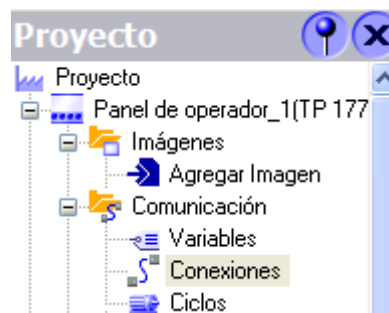 Proyecto
Proyecto
Panel de operador_1(TP 177
Imágenes
Agregar Imagen
Comunicación
Variables
Conexiones
Ciclos